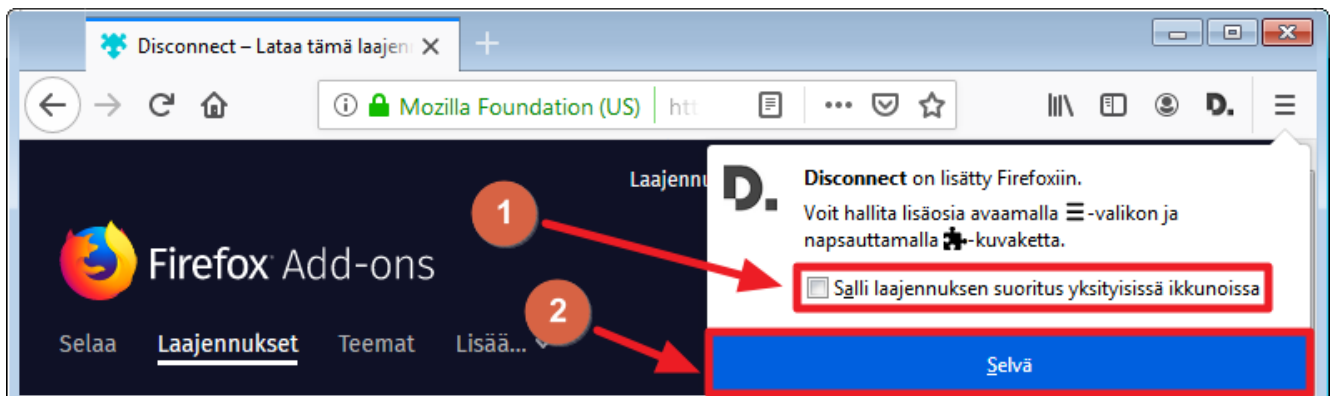 Disconnect – Lataa tämä laajen
Mozilla Foundation (US) htt
D.
Laajennu
D.
Disconnect on lisätty Firefoxiin.
Voit hallita lisäosia avaamalla ☰-valikon ja
napsauttamalla -kuvaketta.
1
Firefox Add-ons
Salli laajennuksen suoritus yksityisissä ikkunoissa
2
Selaa Laajennukset Teemat Lisää...
Selvä